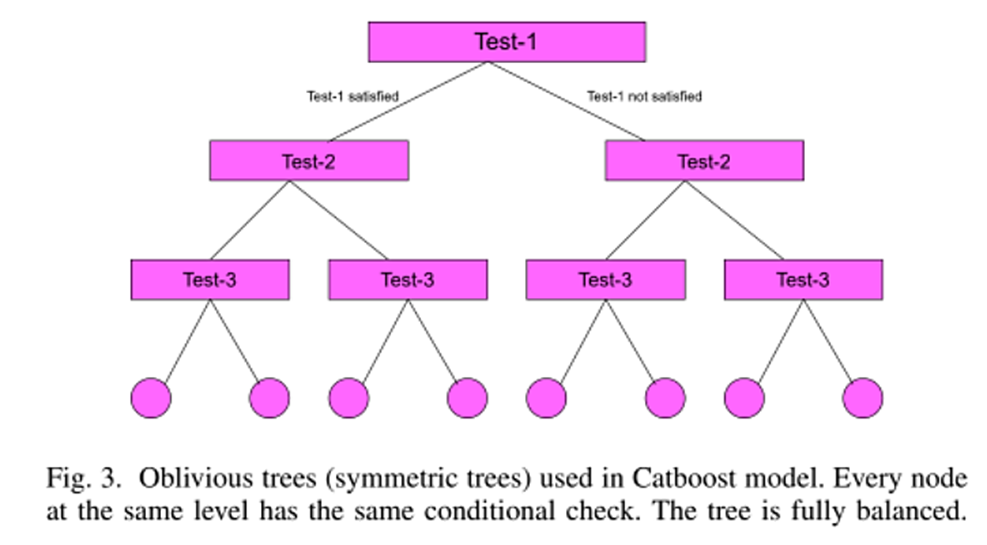 Test-1
Test-1 satisfied
Test-1 not satisfied
Test-2
Test-2
Test-3
Test-3
Test-3
Test-3
Fig. 3. Oblivious trees (symmetric trees) used in Catboost model. Every node
at the same level has the same conditional check. The tree is fully balanced.